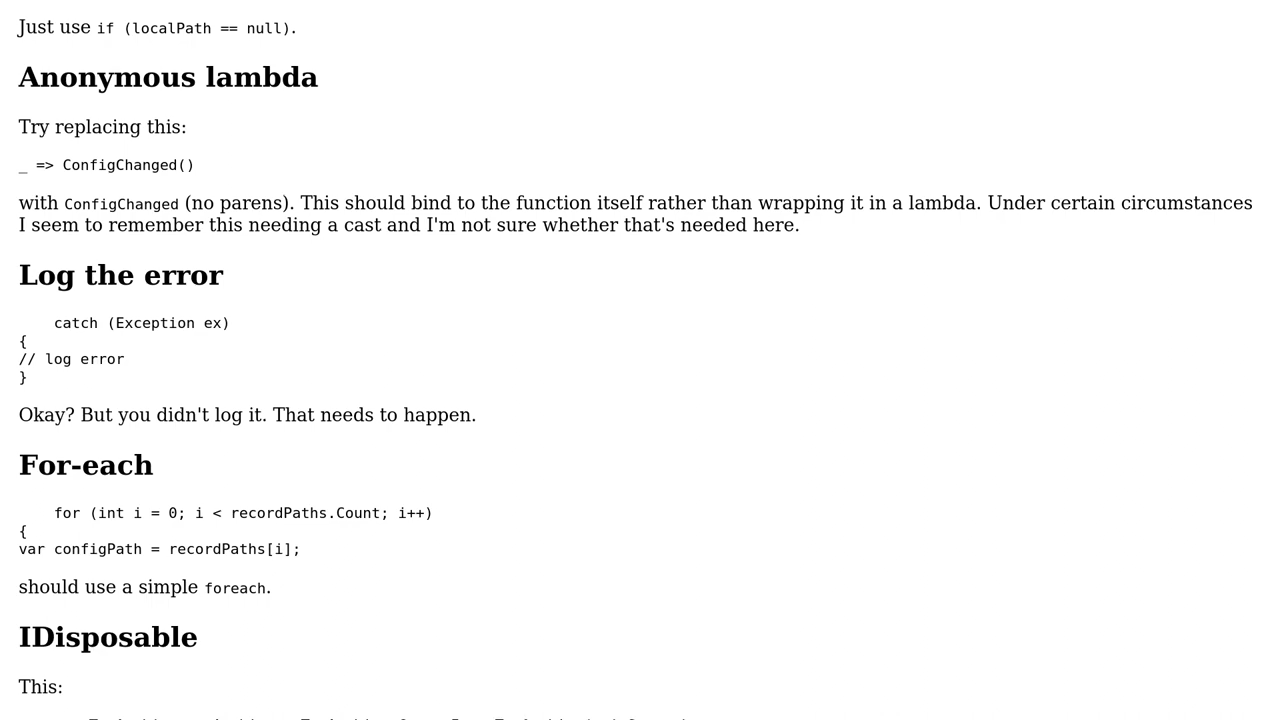 Just use if (localPath == null).
Anonymous lambda
Try replacing this:
_ => ConfigChanged()
with ConfigChanged (no parens). This should bind to the function itself rather than wrapping it in a lambda. Under certain circumstances
I seem to remember this needing a cast and I'm not sure whether that's needed here.
Log the error
catch (Exception ex)
{
// log error
}
Okay? But you didn't log it. That needs to happen.
For-each
for (int i = 0; i < recordPaths.Count; i++)
{
var configPath = recordPaths[i];
should use a simple foreach.
IDisposable
This: